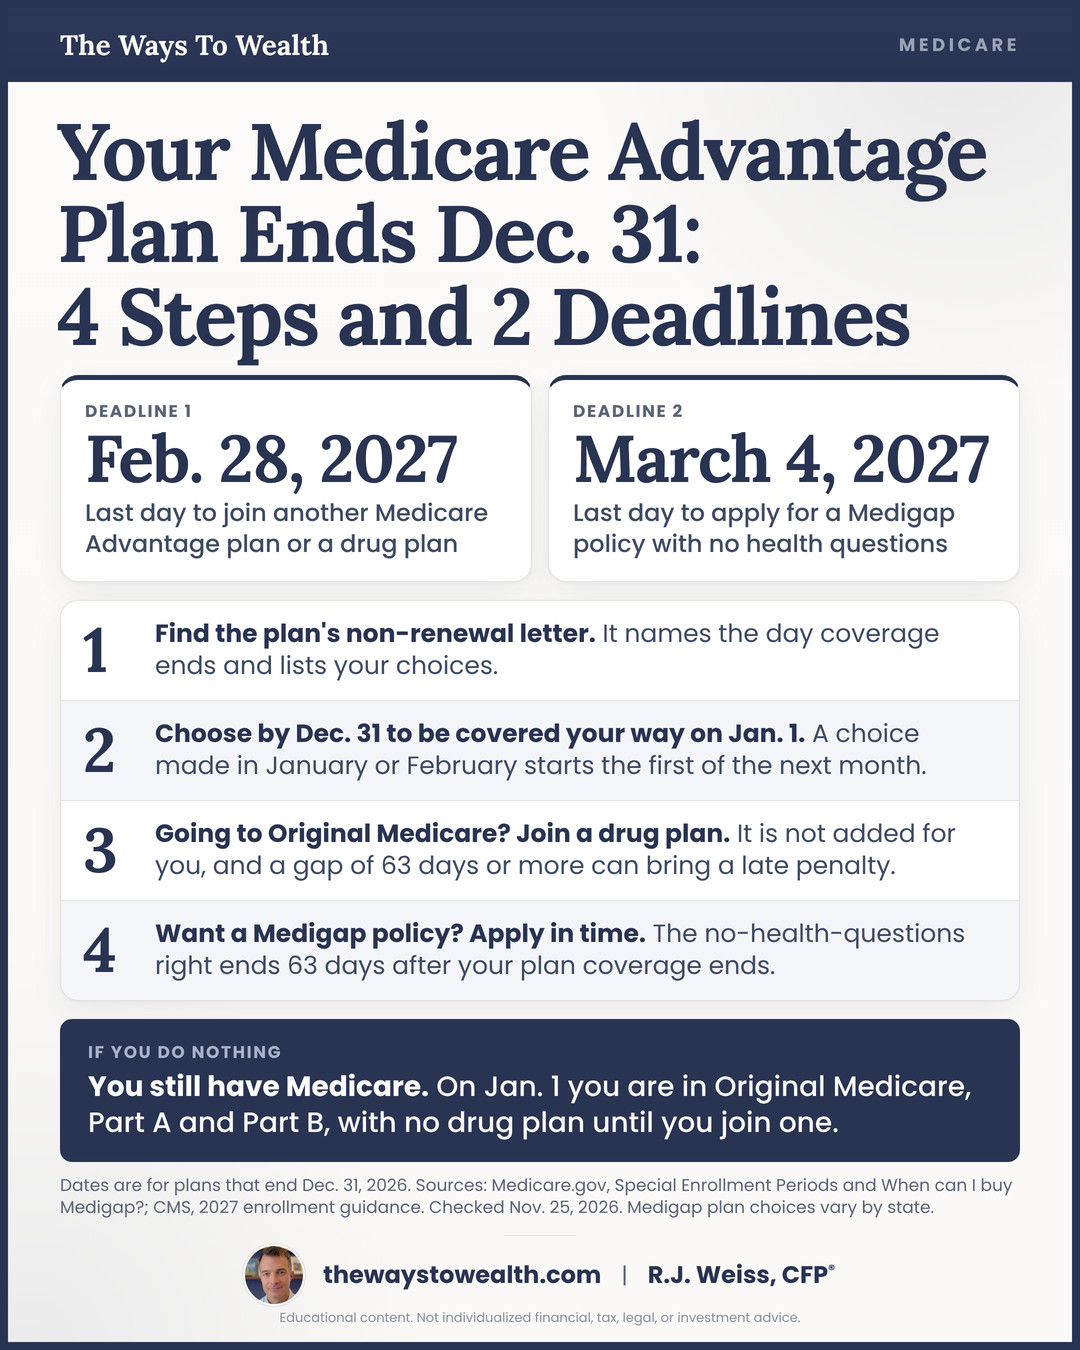 The Ways To Wealth
MEDICARE
Your Medicare Advantage
Plan Ends Dec. 31:
4 Steps and 2 Deadlines
DEADLINE 1
Feb. 28, 2027
Last day to join another Medicare
Advantage plan or a drug plan
DEADLINE 2
March 4, 2027
Last day to apply for a Medigap
policy with no health questions
1
Find the plan's non-renewal letter. It names the day coverage
ends and lists your choices.
2
Choose by Dec. 31 to be covered your way on Jan. 1. A choice
made in January or February starts the first of the next month.
3
Going to Original Medicare? Join a drug plan. It is not added for
you, and a gap of 63 days or more can bring a late penalty.
4
Want a Medigap policy? Apply in time. The no-health-questions
right ends 63 days after your plan coverage ends.
IF YOU DO NOTHING
You still have Medicare. On Jan. 1 you are in Original Medicare,
Part A and Part B, with no drug plan until you join one.
Dates are for plans that end Dec. 31, 2026. Sources: Medicare.gov, Special Enrollment Periods and When can I buy
Medigap?; CMS, 2027 enrollment guidance. Checked Nov. 25, 2026. Medigap plan choices vary by state.
thewaystowealth.com | R.J. Weiss, CFP®
Educational content. Not individualized financial, tax, legal, or investment advice.